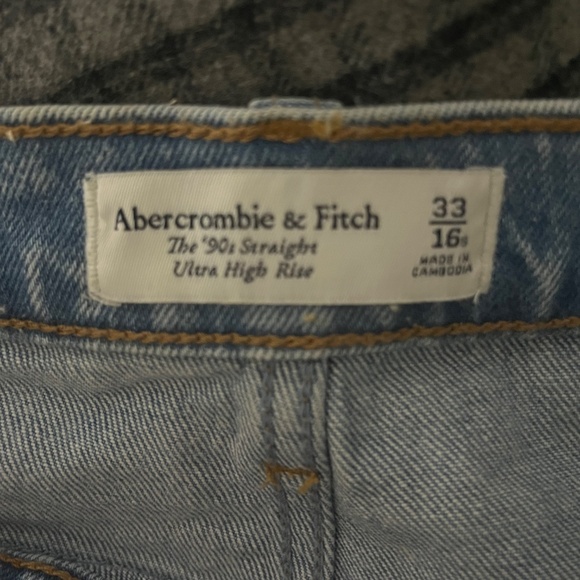 Abercrombie & Fitch
The '90s Straight
Ultra High Rise
33
16s
MADE IN
CAMBODIA